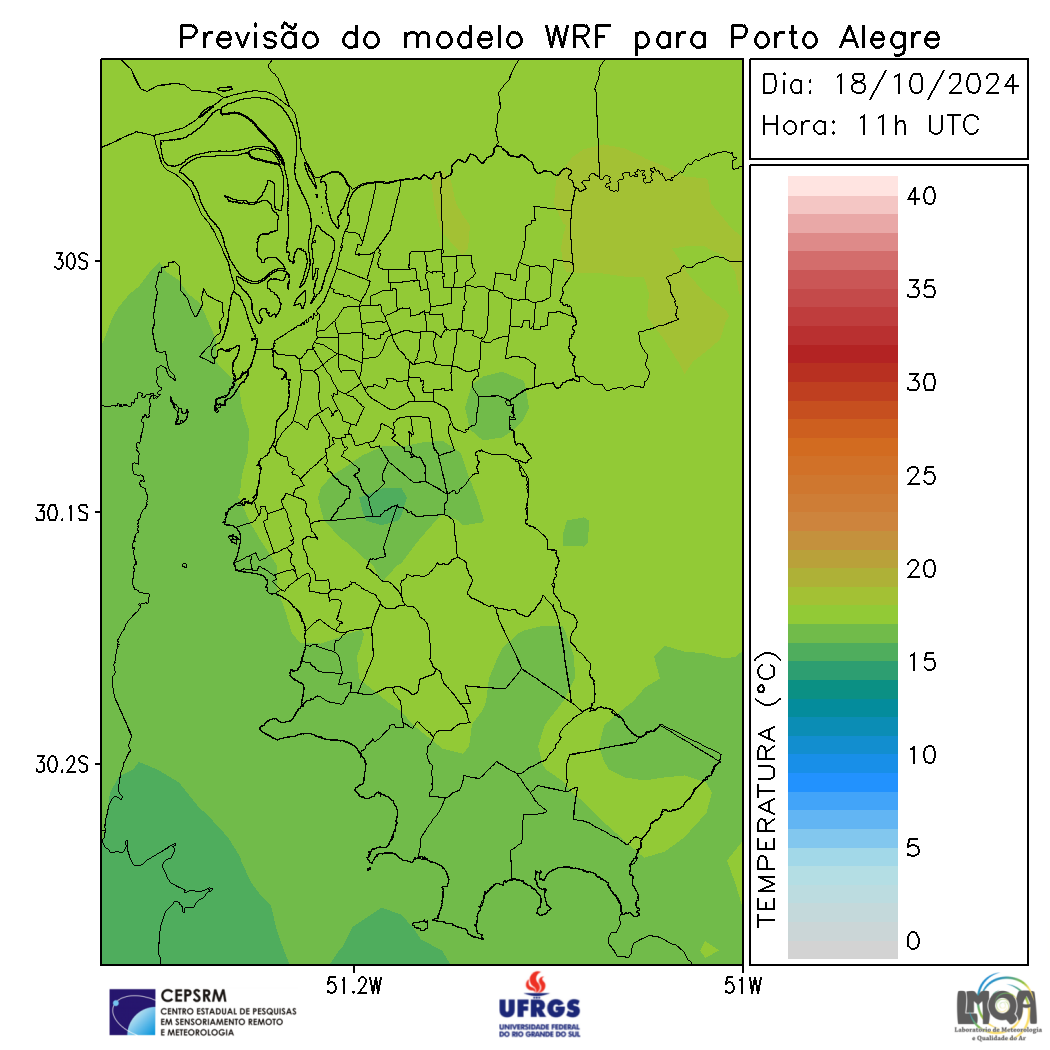 Previsão do modelo WRF para Porto Alegre
Dia: 18/10/2024
Hora: 11h UTC
40
35
30
25
20
15
10
5
0
TEMPERATURA (°C)
30S
30.1S
30.2S
51.2W
51W
CEPSRM
CENTRO ESTADUAL DE PESQUISAS
EM SENSORIAMENTO REMOTO
E METEOROLOGIA
UFRGS
UNIVERSIDADE FEDERAL
DO RIO GRANDE DO SUL
LMQA
Laboratório de Meteorologia
e Qualidade do Ar